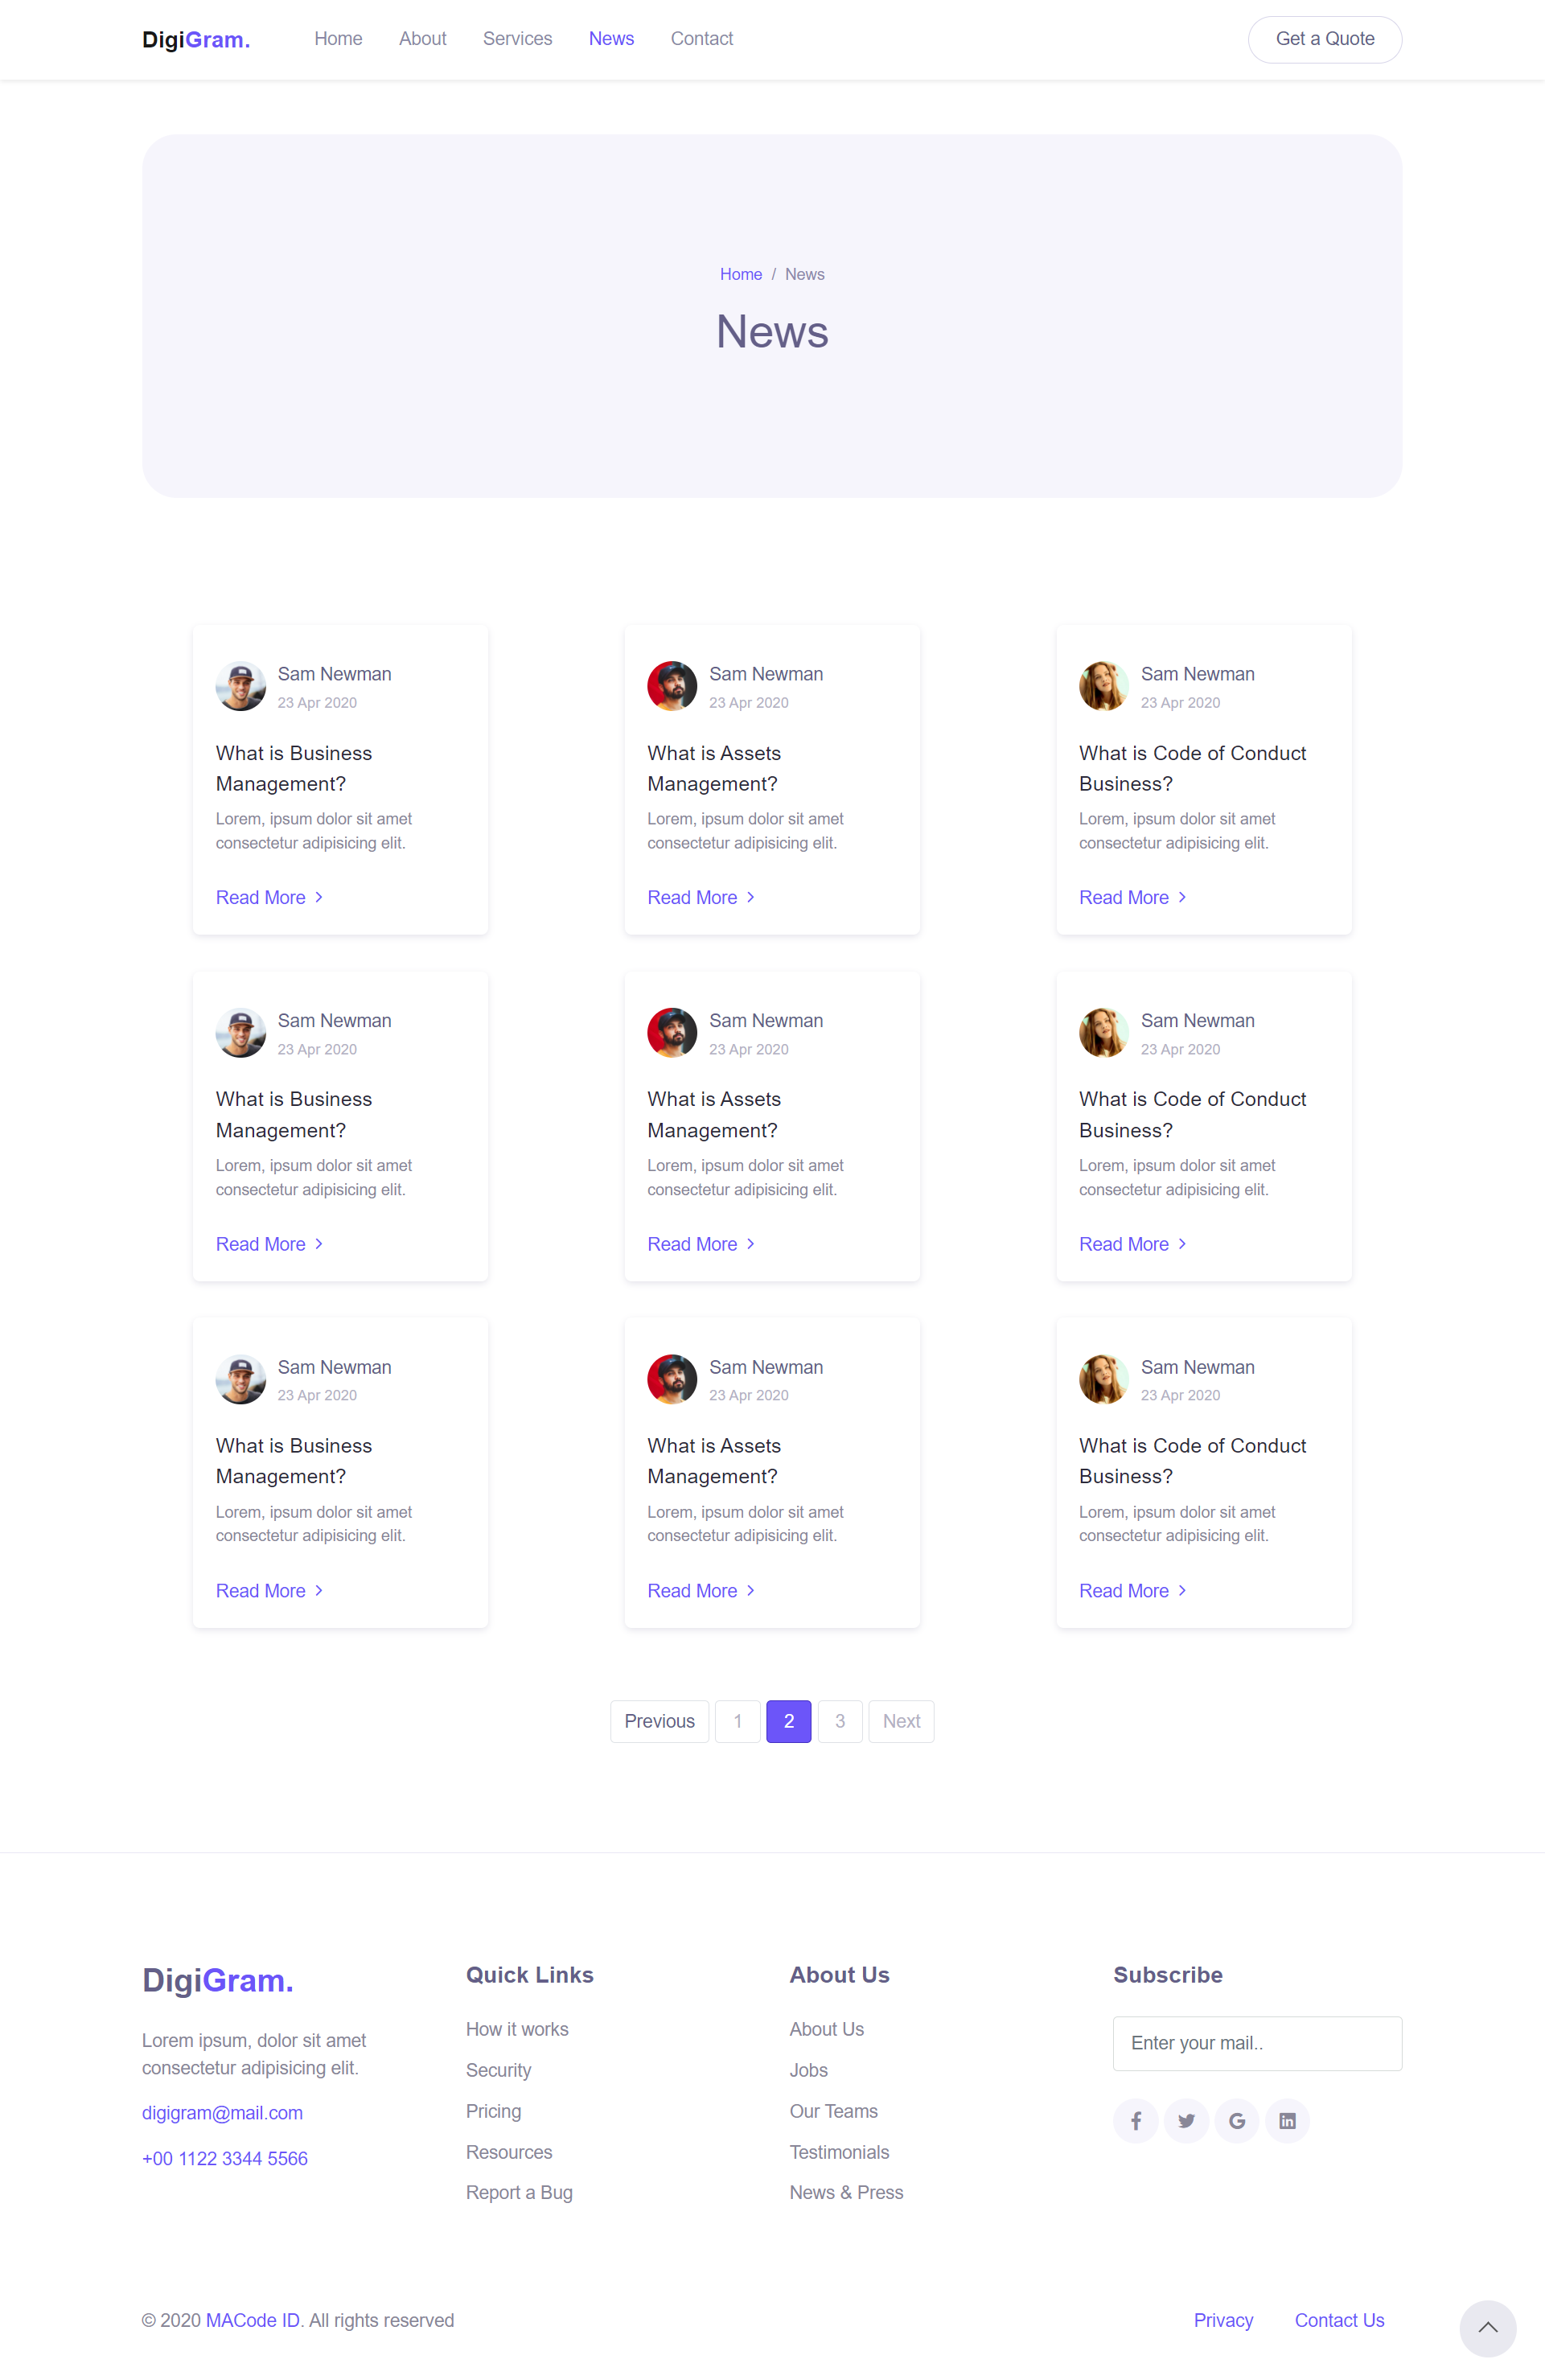 DigiGram.
Home
About
Services
News
Contact
Get a Quote
Home / News
News
Sam Newman
23 Apr 2020
What is Business
Management?
Lorem, ipsum dolor sit amet
consectetur adipisicing elit.
Read More
Sam Newman
23 Apr 2020
What is Assets
Management?
Lorem, ipsum dolor sit amet
consectetur adipisicing elit.
Read More
Sam Newman
23 Apr 2020
What is Code of Conduct
Business?
Lorem, ipsum dolor sit amet
consectetur adipisicing elit.
Read More
Sam Newman
23 Apr 2020
What is Business
Management?
Lorem, ipsum dolor sit amet
consectetur adipisicing elit.
Read More
Sam Newman
23 Apr 2020
What is Assets
Management?
Lorem, ipsum dolor sit amet
consectetur adipisicing elit.
Read More
Sam Newman
23 Apr 2020
What is Code of Conduct
Business?
Lorem, ipsum dolor sit amet
consectetur adipisicing elit.
Read More
Sam Newman
23 Apr 2020
What is Business
Management?
Lorem, ipsum dolor sit amet
consectetur adipisicing elit.
Read More
Sam Newman
23 Apr 2020
What is Assets
Management?
Lorem, ipsum dolor sit amet
consectetur adipisicing elit.
Read More
Sam Newman
23 Apr 2020
What is Code of Conduct
Business?
Lorem, ipsum dolor sit amet
consectetur adipisicing elit.
Read More
Previous
1
2
3
Next
DigiGram.
Lorem ipsum, dolor sit amet
consectetur adipisicing elit.
digigram@mail.com
+00 1122 3344 5566
Quick Links
How it works
Security
Pricing
Resources
Report a Bug
About Us
About Us
Jobs
Our Teams
Testimonials
News & Press
Subscribe
Enter your mail..
© 2020 MACode ID. All rights reserved
Privacy
Contact Us